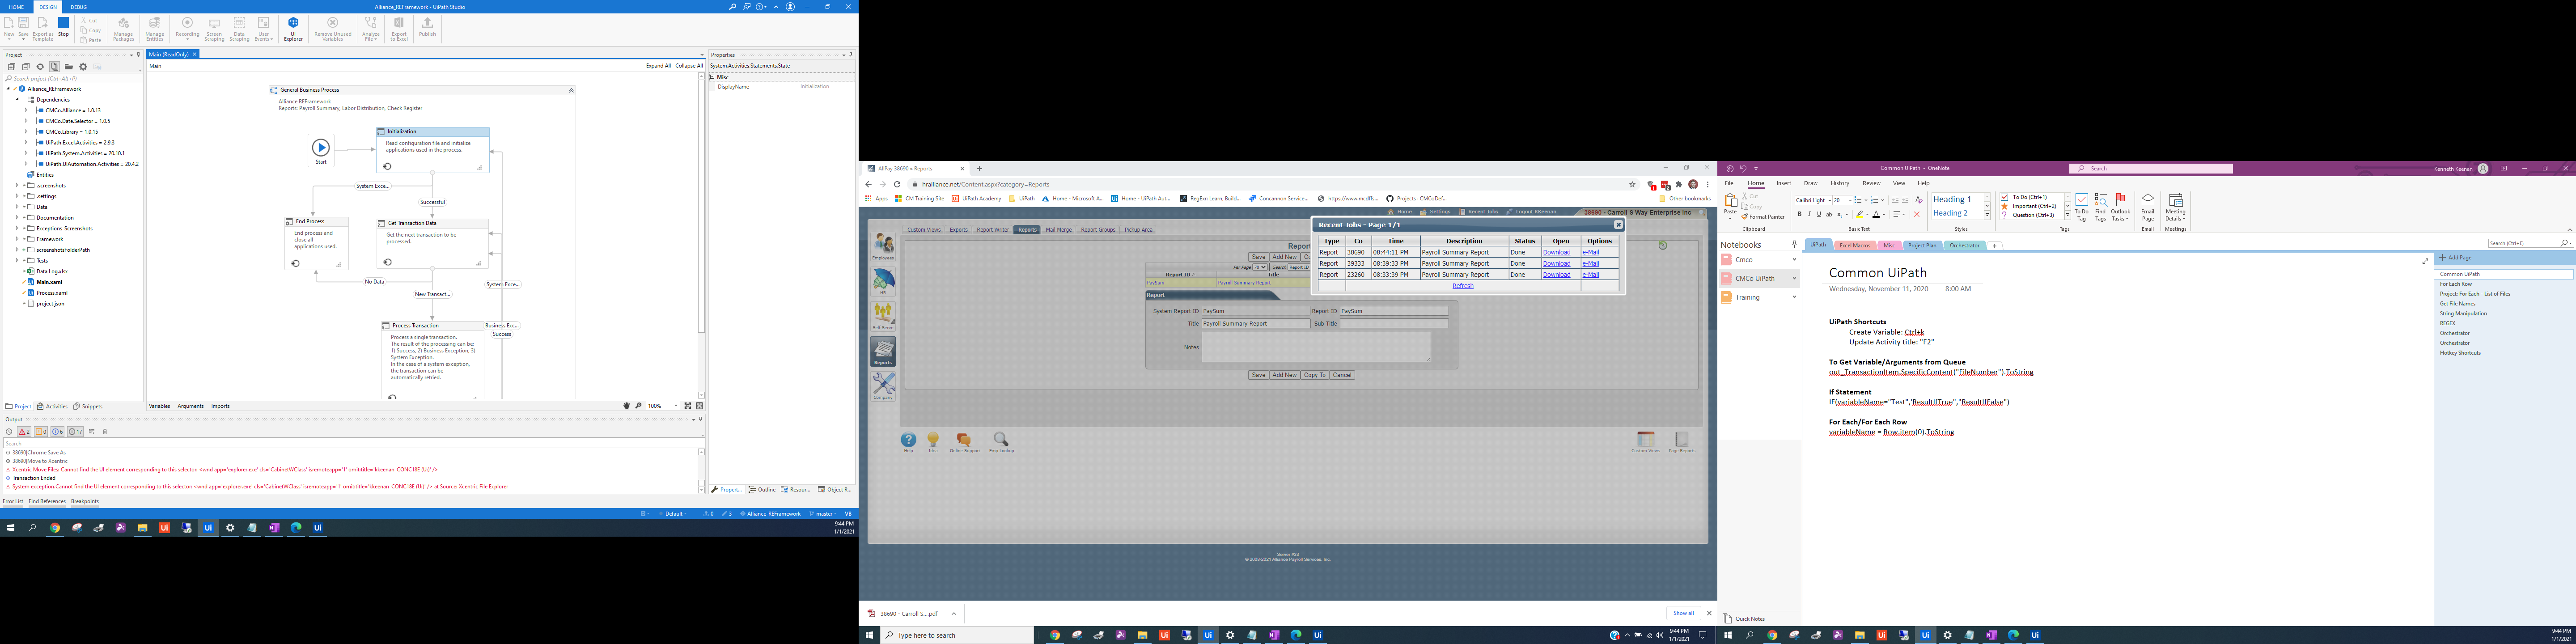 HOME DESIGN DEBUG
Alliance_REFramework - UiPath Studio
New Save Export as Template Stop
Cut
Copy
Paste
Manage Packages Manage Entities Recording Screen Scraping Data Scraping User Events UI Explorer Remove Unused Variables Analyze File Export to Excel Publish
Project
Search project (Ctrl+Alt+P)
Alliance_REFramework
Dependencies
CMCo.Alliance = 1.0.13
CMCo.Date.Selector = 1.0.5
CMCo.Library = 1.0.15
UiPath.Excel.Activities = 2.9.3
UiPath.System.Activities = 20.10.1
UiPath.UIAutomation.Activities = 20.4.2
Entities
.screenshots
.settings
Data
Documentation
Exceptions_Screenshots
Framework
screenshotsFolderPath
Tests
Data Log.xlsx
Main.xaml
Process.xaml
project.json
Project Activities Snippets
Main (ReadOnly)
Main
Expand All Collapse All
General Business Process
Alliance REFramework
Reports: Payroll Summary, Labor Distribution, Check Register
Start
Initialization
Read configuration file and initialize
applications used in the process.
System Exce...
Successful
End Process
End process and
close all
applications used.
Get Transaction Data
Get the next transaction to be
processed.
No Data
System Exce...
New Transact...
Process Transaction
Business Exc...
Success
Process a single transaction.
The result of the processing can be:
1) Success, 2) Business Exception, 3)
System Exception.
In the case of a system exception,
the transaction can be
automatically retried.
Variables Arguments Imports
100%
Properties
System.Activities.Statements.State
Misc
DisplayName Initialization
Propert... Outline Resour... Object R...
Output
2 0 6 17
Search
38690|Chrome Save As
38690|Move to Xcentric
Xcentric Move Files: Cannot find the UI element corresponding to this selector: <wnd app='explorer.exe' cls='CabinetWClass' isremoteapp='1' omit:title='kkeenan_CONC18E (U:)' />
Transaction Ended
System exception.Cannot find the UI element corresponding to this selector: <wnd app='explorer.exe' cls='CabinetWClass' isremoteapp='1' omit:title='kkeenan_CONC18E (U:)' /> at Source: Xcentric File Explorer
Error List Find References Breakpoints
Default 0 3 Alliance-REFramework master VB
9:44 PM
1/1/2021
AllPay 38690 » Reports
hralliance.net/Content.aspx?category=Reports
Apps CM Training Site UiPath Academy UiPath Home - Microsoft A... Home - UiPath Aut... RegExr: Learn, Build... Concannon Service... https://www.mcdftl... Projects - CMCoDef... Other bookmarks
Home Settings Recent Jobs Logout KKeenan 38690 - Carroll S Way Enterprise Inc
Custom Views Exports Report Writer Reports Mail Merge Report Groups Pickup Area
Employees
HR
Self Serve
Reports
Company
Recent Jobs - Page 1/1
Type Co Time Description Status Open Options
Report 38690 08:44:11 PM Payroll Summary Report Done Download e-Mail
Report 39333 08:39:33 PM Payroll Summary Report Done Download e-Mail
Report 23260 08:33:39 PM Payroll Summary Report Done Download e-Mail
Refresh
Save Add New
Per Page 75 Search Report ID
Report ID Title
PaySum Payroll Summary Report
Report
System Report ID PaySum Report ID PaySum
Title Payroll Summary Report Sub Title
Notes
Save Add New Copy To Cancel
Help Idea Online Support Emp Lookup
Custom Views Page Reports
Server #53
© 2005-2021 Alliance Payroll Services, Inc.
38690 - Carroll S....pdf
Show all
Type here to search
9:44 PM
1/1/2021
Common UiPath - OneNote
Search
Kenneth Keenan
File Home Insert Draw History Review View Help
Paste
Cut
Copy
Format Painter
Clipboard
Calibri Light 20
Basic Text
Heading 1
Heading 2
Styles
To Do (Ctrl+1)
Important (Ctrl+2)
Question (Ctrl+3)
To Do Tag Find Tags Outlook Tasks
Tags
Email Page
Email
Meeting Details
Meetings
Notebooks
UiPath Excel Macros Misc Project Plan Orchestrator
Search (Ctrl+E)
Cmco
CMCo UiPath
Training
Common UiPath
Wednesday, November 11, 2020 8:00 AM
UiPath Shortcuts
Create Variable: Ctrl+k
Update Activity title: "F2"
To Get Variable/Arguments from Queue
out_TransactionItem.SpecificContent("FileNumber").ToString
If Statement
IF(variableName="Test",'ResultIfTrue","ResultIfFalse")
For Each/For Each Row
variableName = Row.item(0).ToString
Add Page
Common UiPath
For Each Row
Project: For Each - List of Files
Get File Names
String Manipulation
REGEX
Orchestrator
Orchestrator
Hotkey Shortcuts
Quick Notes
9:44 PM
1/1/2021